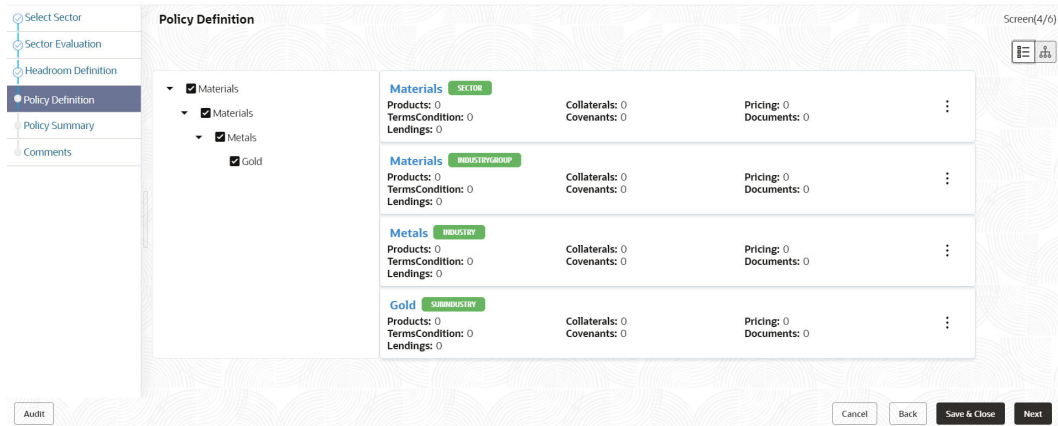 Select Sector
Sector Evaluation
Headroom Definition
Policy Definition
Policy Summary
Comments
Policy Definition
Screen(4/6)
Materials
Materials
Metals
Gold
Materials SECTOR
Products: 0 Collaterals: 0 Pricing: 0
TermsCondition: 0 Covenants: 0 Documents: 0
Lendings: 0
Materials INDUSTRYGROUP
Products: 0 Collaterals: 0 Pricing: 0
TermsCondition: 0 Covenants: 0 Documents: 0
Lendings: 0
Metals INDUSTRY
Products: 0 Collaterals: 0 Pricing: 0
TermsCondition: 0 Covenants: 0 Documents: 0
Lendings: 0
Gold SUBINDUSTRY
Products: 0 Collaterals: 0 Pricing: 0
TermsCondition: 0 Covenants: 0 Documents: 0
Lendings: 0
Audit Cancel Back Save & Close Next